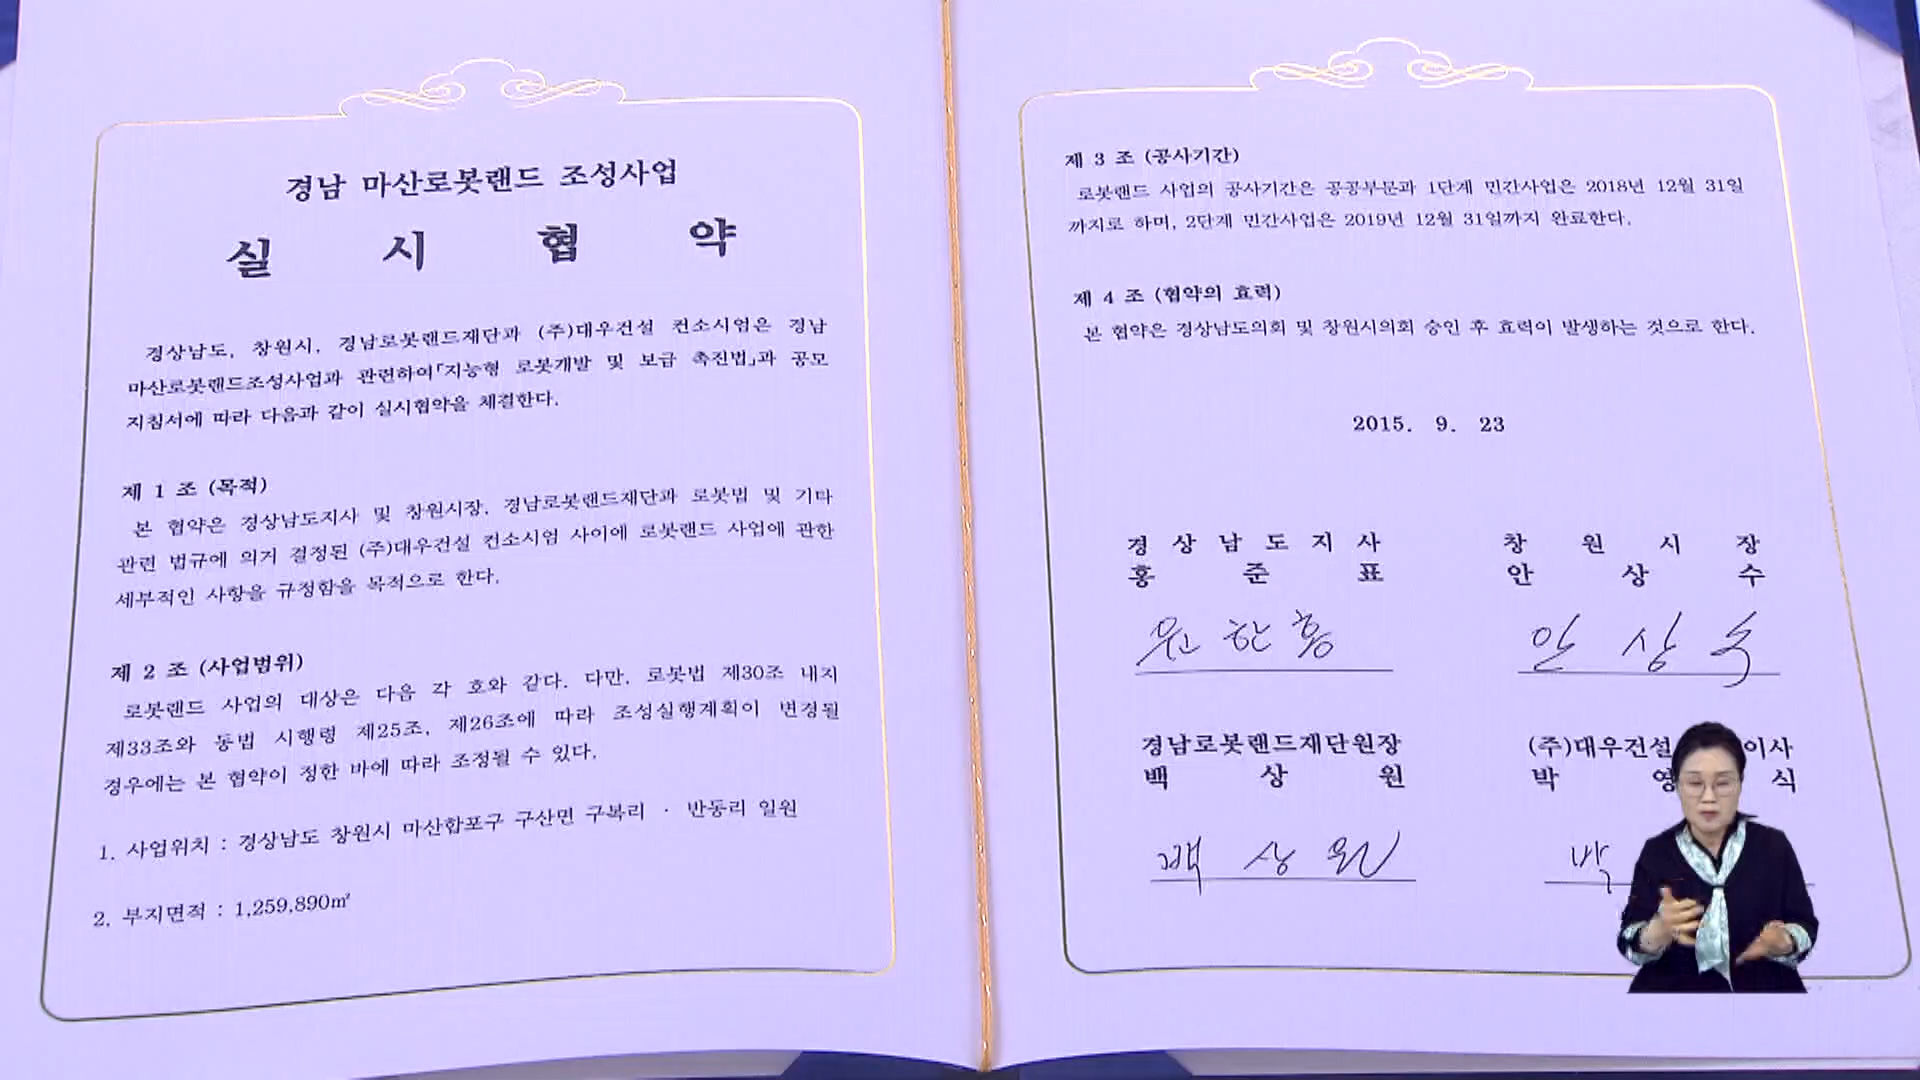 경남 마산로봇랜드 조성사업
실 시 협 약
경상남도, 창원시, 경남로봇랜드재단과 (주)대우건설 컨소시엄은 경남
마산로봇랜드조성사업과 관련하여「지능형 로봇개발 및 보급 촉진법」과 공모
지침서에 따라 다음과 같이 실시협약을 체결한다.
제 1 조 (목적)
본 협약은 경상남도지사 및 창원시장, 경남로봇랜드재단과 로봇법 및 기타
관련 법규에 의거 결정된 (주)대우건설 컨소시엄 사이에 로봇랜드 사업에 관한
세부적인 사항을 규정함을 목적으로 한다.
제 2 조 (사업범위)
로봇랜드 사업의 대상은 다음 각 호와 같다. 다만, 로봇법 제30조 내지
제33조와 동법 시행령 제25조, 제26조에 따라 조성실행계획이 변경될
경우에는 본 협약이 정한 바에 따라 조정될 수 있다.
1. 사업위치 : 경상남도 창원시 마산합포구 구산면 구복리 · 반동리 일원
2. 부지면적 : 1,259,890㎡
제 3 조 (공사기간)
로봇랜드 사업의 공사기간은 공공부문과 1단계 민간사업은 2018년 12월 31일
까지로 하며, 2단계 민간사업은 2019년 12월 31일까지 완료한다.
제 4 조 (협약의 효력)
본 협약은 경상남도의회 및 창원시의회 승인 후 효력이 발생하는 것으로 한다.
2015. 9. 23
경 상 남 도 지 사
홍 준 표
윤한홍
창 원 시 장
안 상 수
안 상 수
경남로봇랜드재단원장
백 상 원
백 상 원
(주)대우건설 이사
박 영 식
박